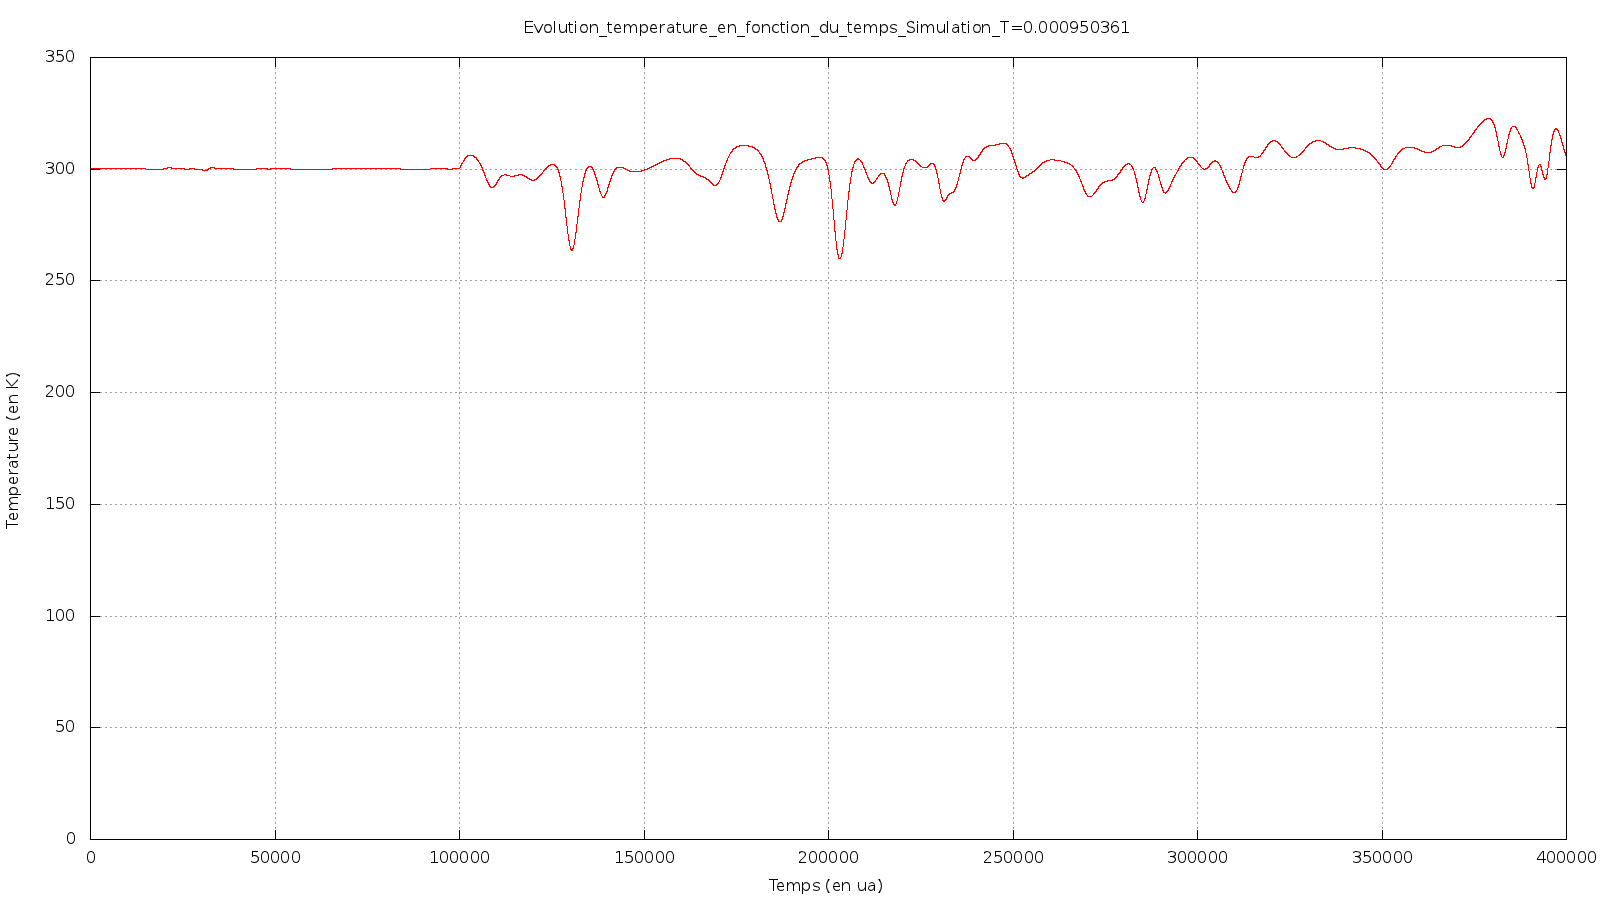 Evolution_temperature_en_fonction_du_temps_Simulation_T=0.000950361
350
300
250
200
150
100
50
0
Temperature (en K)
0 50000 100000 150000 200000 250000 300000 350000 400000
Temps (en ua)